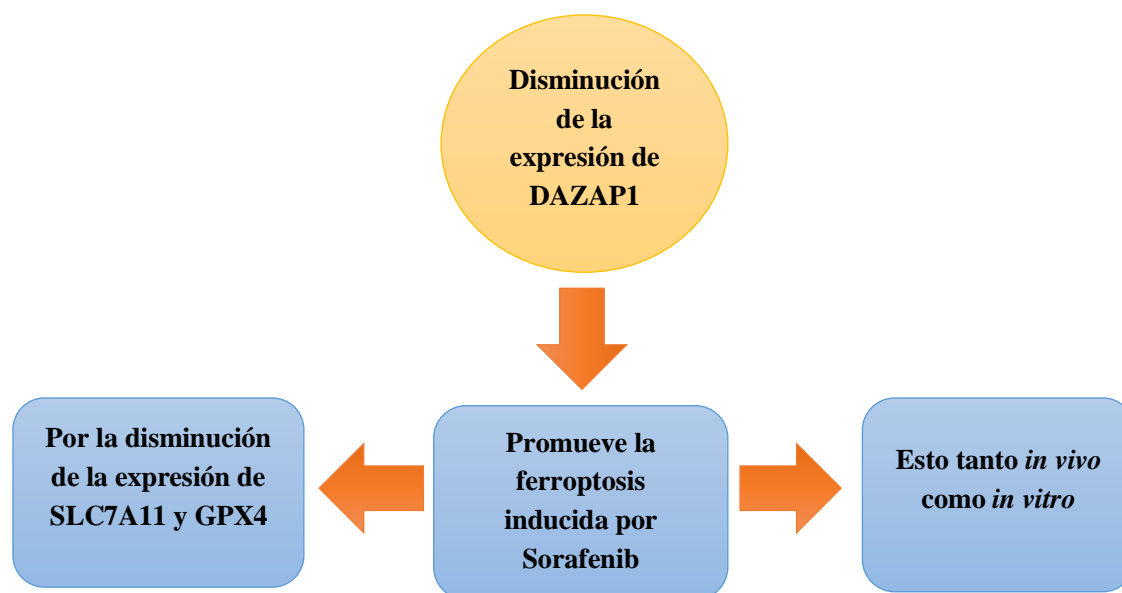 Disminución
de la
expresión de
DAZAP1
Por la disminución
de la expresión de
SLC7A11 y GPX4
Promueve la
ferroptosis
inducida por
Sorafenib
Esto tanto in vivo
como in vitro